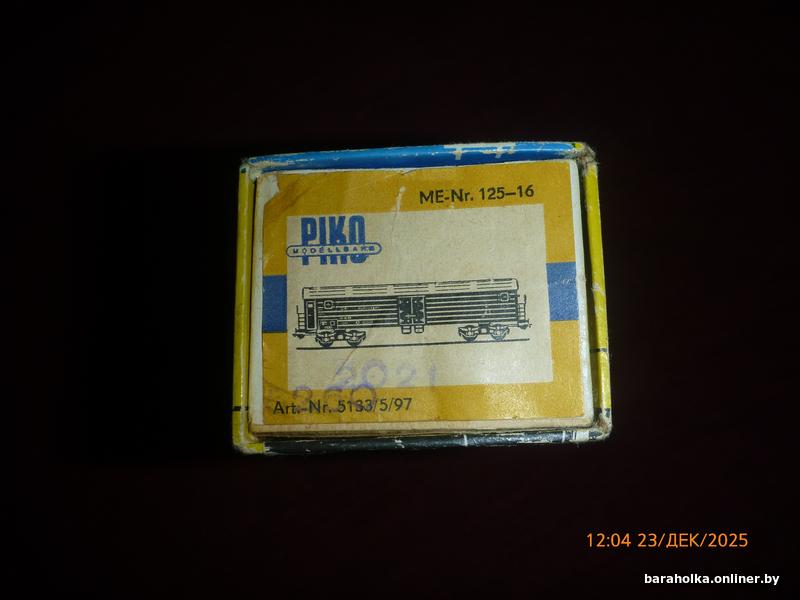 ME-Nr. 125–16
PIKO
MODELLBAHN
2021
Art.-Nr. 5133/5/97
12:04 23/ДЕК/2025
baraholka.onliner.by